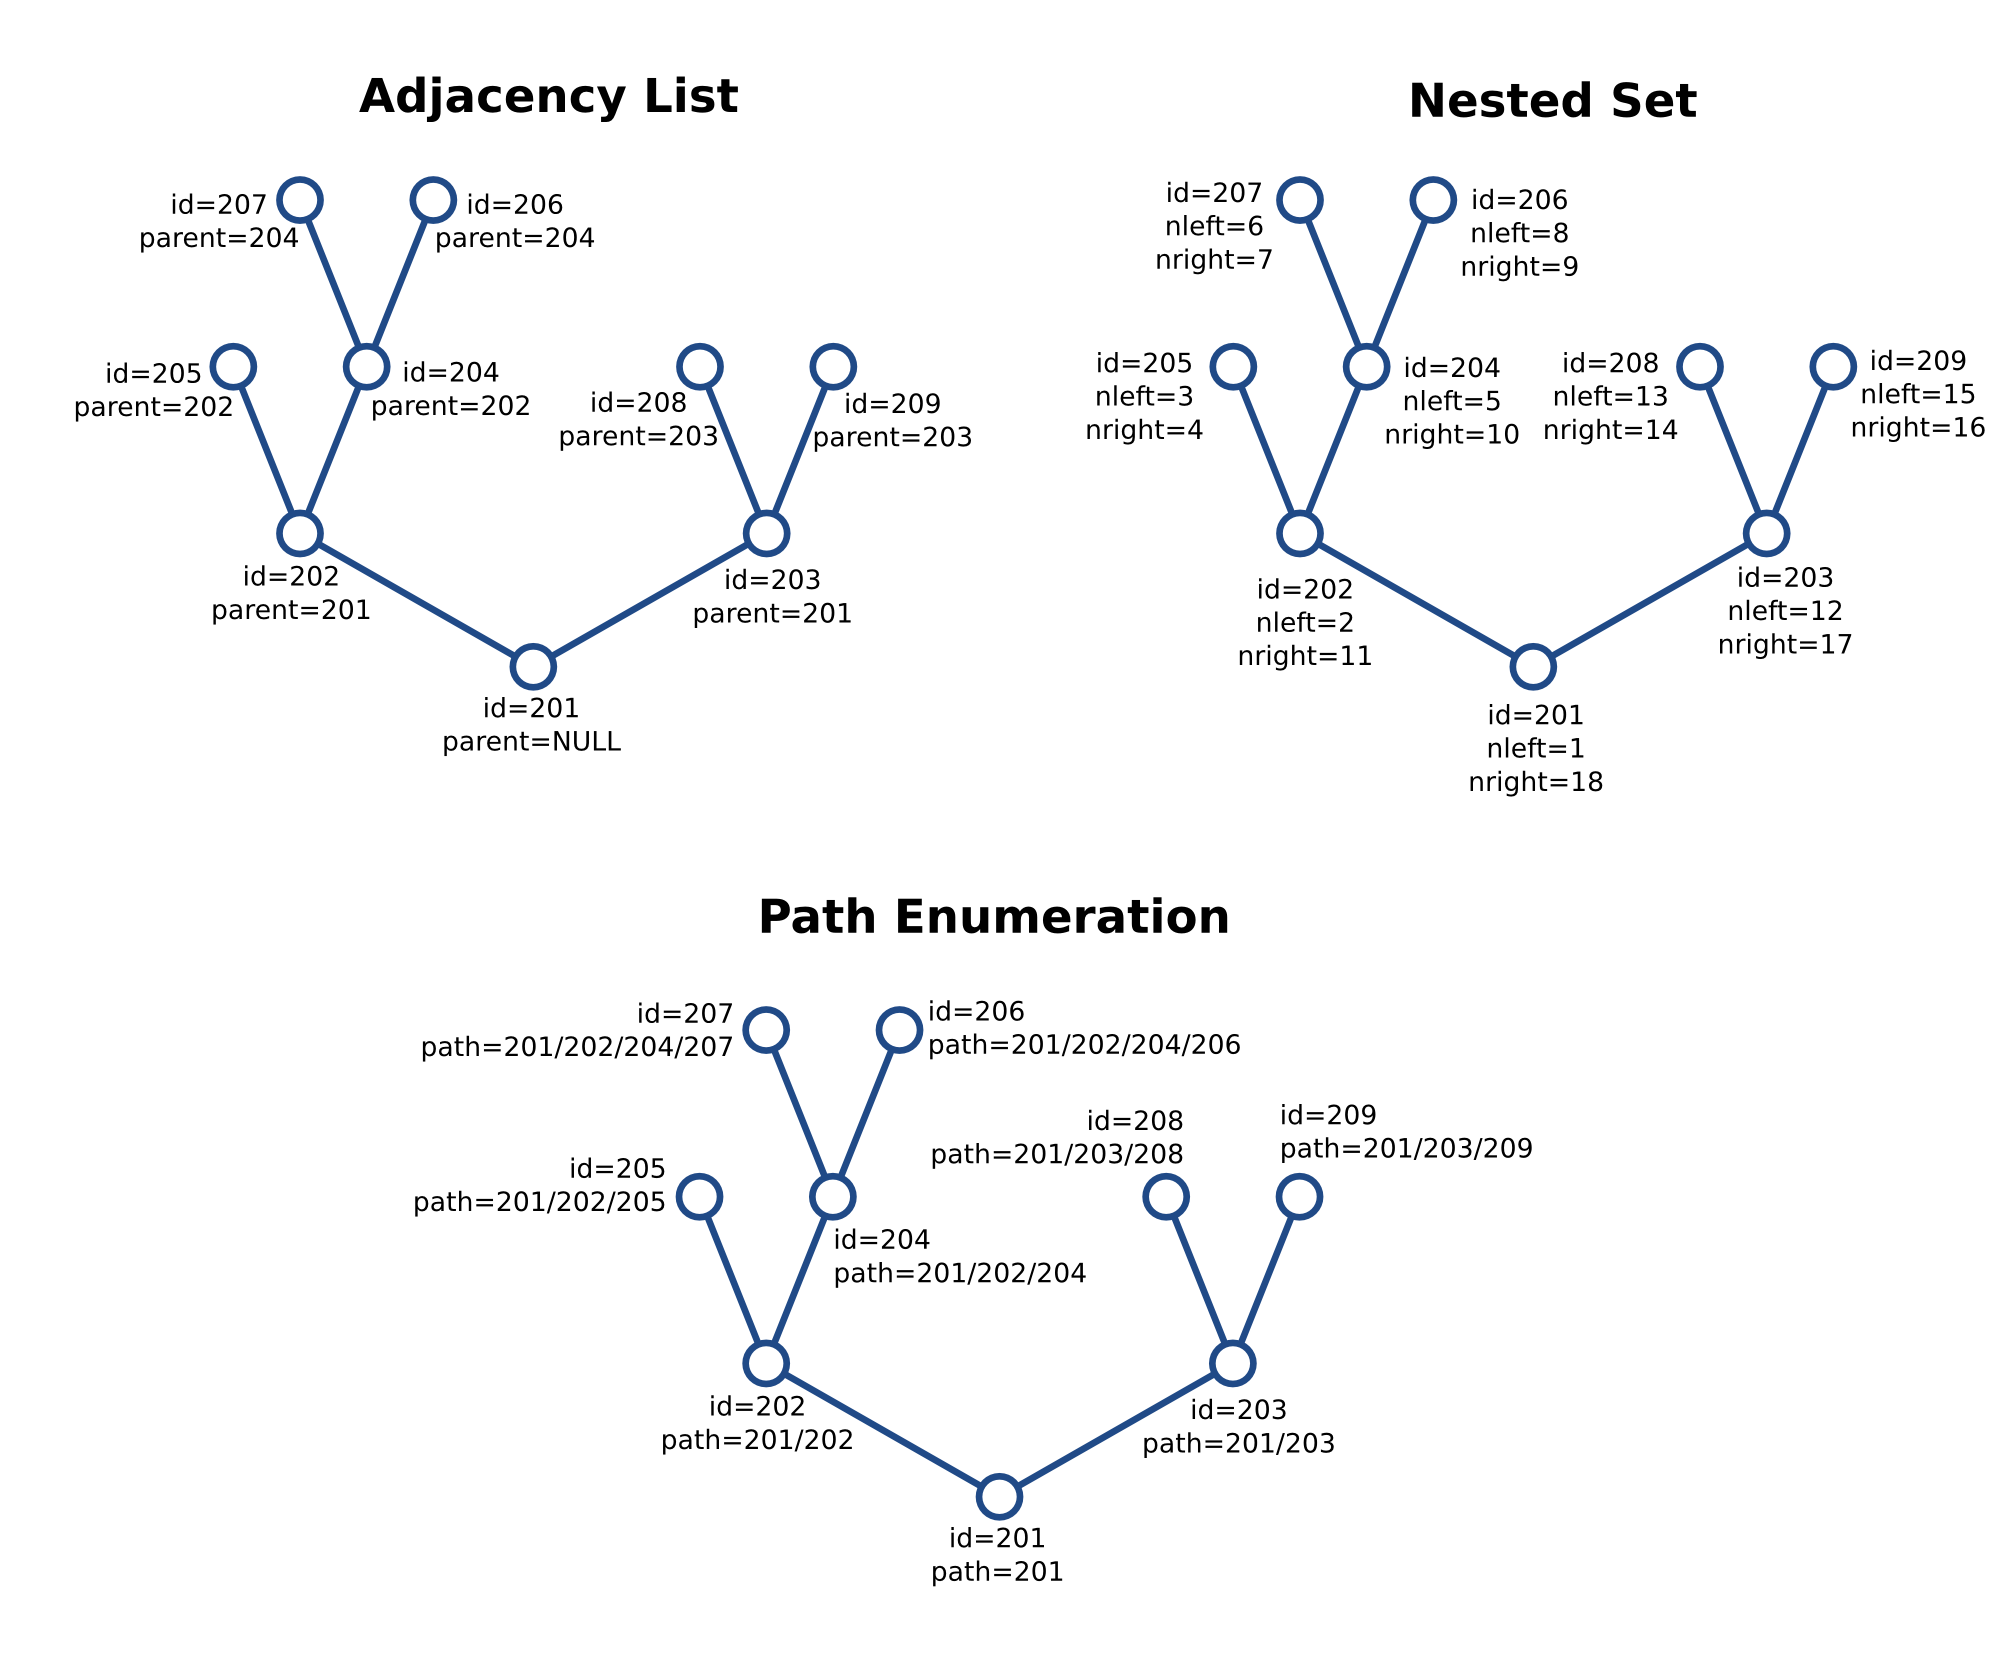 Adjacency List
id=207
parent=204
id=206
parent=204
id=205
parent=202
id=204
parent=202
id=208
parent=203
id=209
parent=203
id=202
parent=201
id=203
parent=201
id=201
parent=NULL
Nested Set
id=207
nleft=6
nright=7
id=206
nleft=8
nright=9
id=205
nleft=3
nright=4
id=204
nleft=5
nright=10
id=208
nleft=13
nright=14
id=209
nleft=15
nright=16
id=202
nleft=2
nright=11
id=203
nleft=12
nright=17
id=201
nleft=1
nright=18
Path Enumeration
id=207
path=201/202/204/207
id=206
path=201/202/204/206
id=205
path=201/202/205
id=204
path=201/202/204
id=208
path=201/203/208
id=209
path=201/203/209
id=202
path=201/202
id=203
path=201/203
id=201
path=201